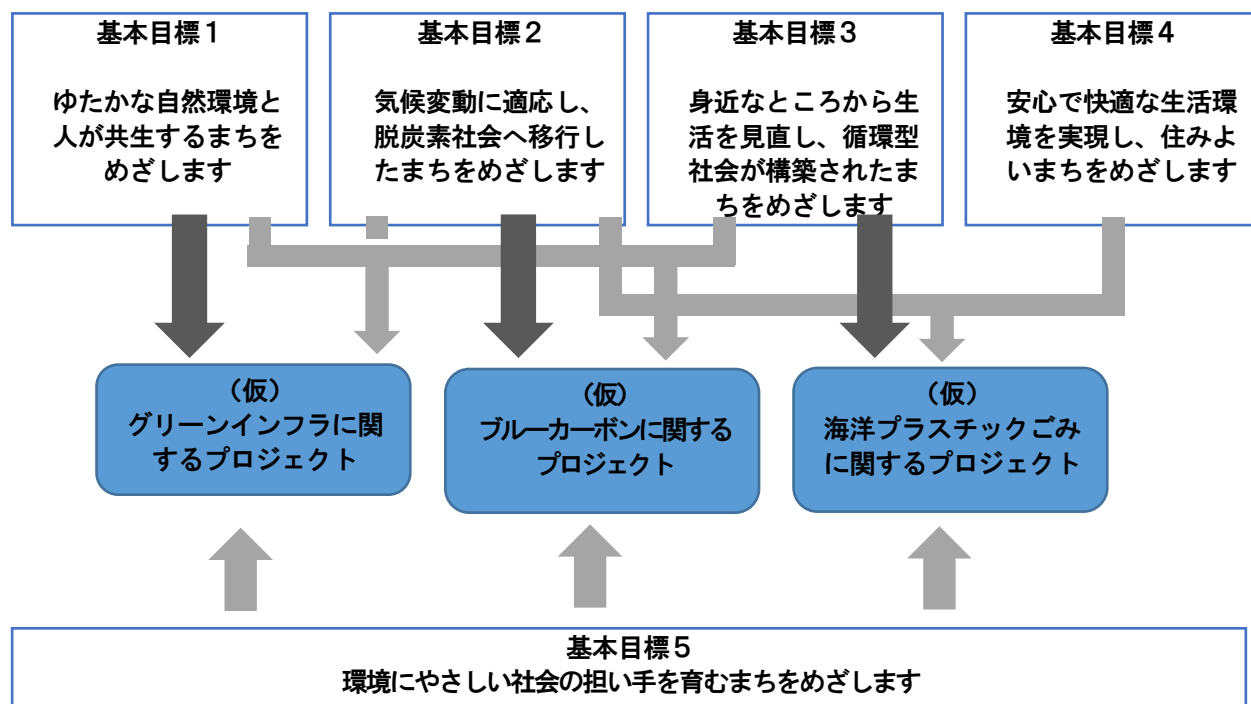 基本目標１
ゆたかな自然環境と
人が共生するまちを
めざします
基本目標２
気候変動に適応し、
脱炭素社会へ移行し
たまちをめざします
基本目標３
身近なところから生
活を見直し、循環型
社会が構築されたま
ちをめざします
基本目標４
安心で快適な生活環
境を実現し、住みよ
いまちをめざします
（仮）
グリーンインフラに関
するプロジェクト
（仮）
ブルーカーボンに関する
プロジェクト
（仮）
海洋プラスチックごみ
に関するプロジェクト
基本目標５
環境にやさしい社会の担い手を育むまちをめざします